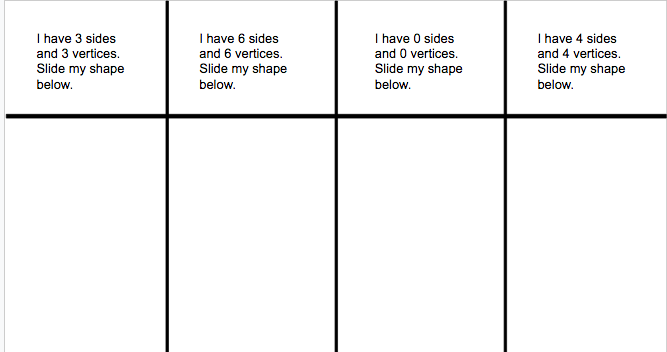 I have 3 sides
and 3 vertices.
Slide my shape
below.
I have 6 sides
and 6 vertices.
Slide my shape
below.
I have 0 sides
and 0 vertices.
Slide my shape
below.
I have 4 sides
and 4 vertices.
Slide my shape
below.